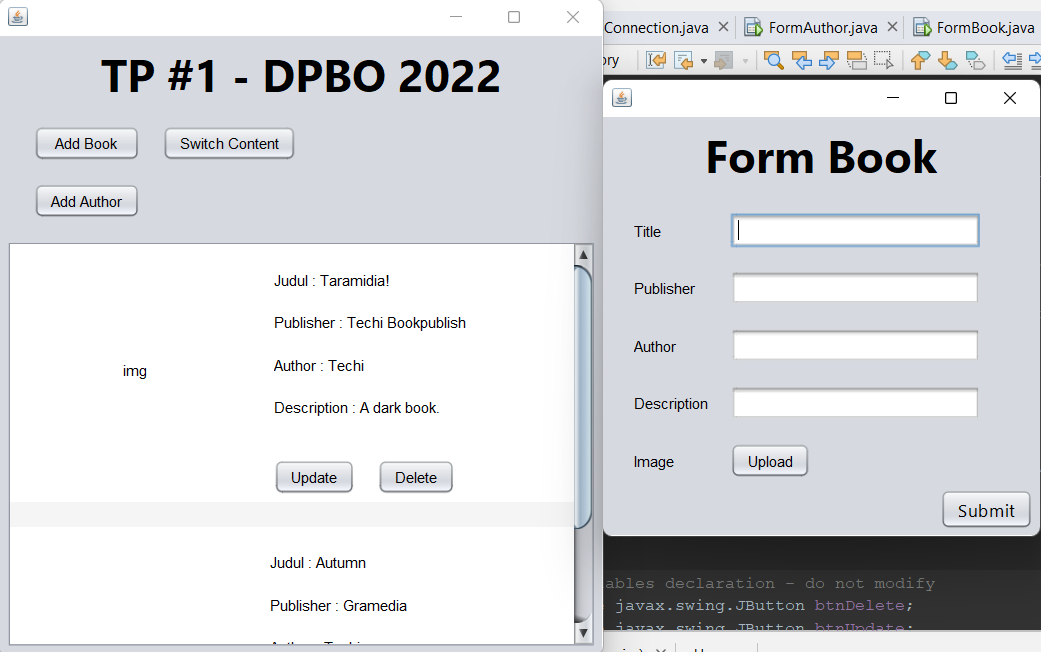 TP #1 - DPBO 2022
Add Book
Switch Content
Add Author
Judul : Taramidia!
Publisher : Techi Bookpublish
img
Author : Techi
Description : A dark book.
Update
Delete
Judul : Autumn
Publisher : Gramedia
Connection.java
FormAuthor.java
FormBook.java
ory
Form Book
Title
Publisher
Author
Description
Image
Upload
Submit
ables declaration - do not modify
javax.swing.JButton btnDelete;
javax.swing.JButton btnUpdate;